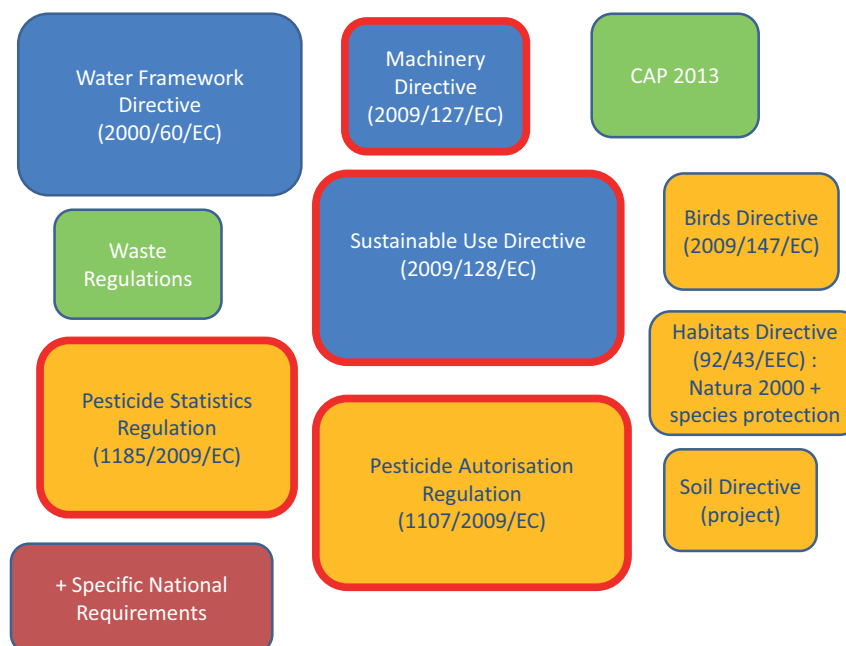 Water Framework
Directive
(2000/60/EC)
Machinery
Directive
(2009/127/EC)
CAP 2013
Waste
Regulations
Sustainable Use Directive
(2009/128/EC)
Birds Directive
(2009/147/EC)
Habitats Directive
(92/43/EEC) :
Natura 2000 +
species protection
Pesticide Statistics
Regulation
(1185/2009/EC)
Pesticide Autorisation
Regulation
(1107/2009/EC)
Soil Directive
(project)
+ Specific National
Requirements